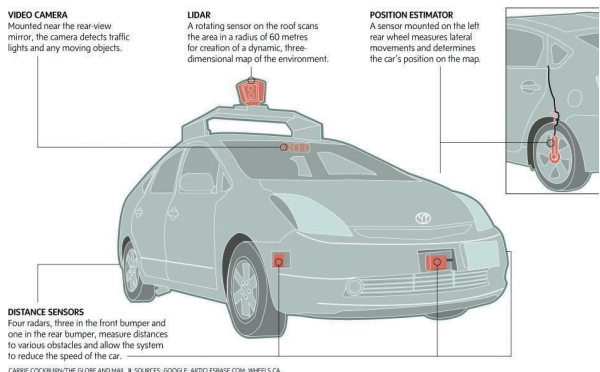 VIDEO CAMERA
Mounted near the rear-view
mirror, the camera detects traffic
lights and any moving objects.
LIDAR
A rotating sensor on the roof scans
the area in a radius of 60 metres
for creation of a dynamic, three-
dimensional map of the environment.
POSITION ESTIMATOR
A sensor mounted on the left
rear wheel measures lateral
movements and determines
the car's position on the map.
DISTANCE SENSORS
Four radars, three in the front bumper and
one in the rear bumper, measure distances
to various obstacles and allow the system
to reduce the speed of the car.
CARRIE COCKBURN/THE GLOBE AND MAIL » SOURCES: GOOGLE; ARTICLESBASE.COM; WHEELS.CA